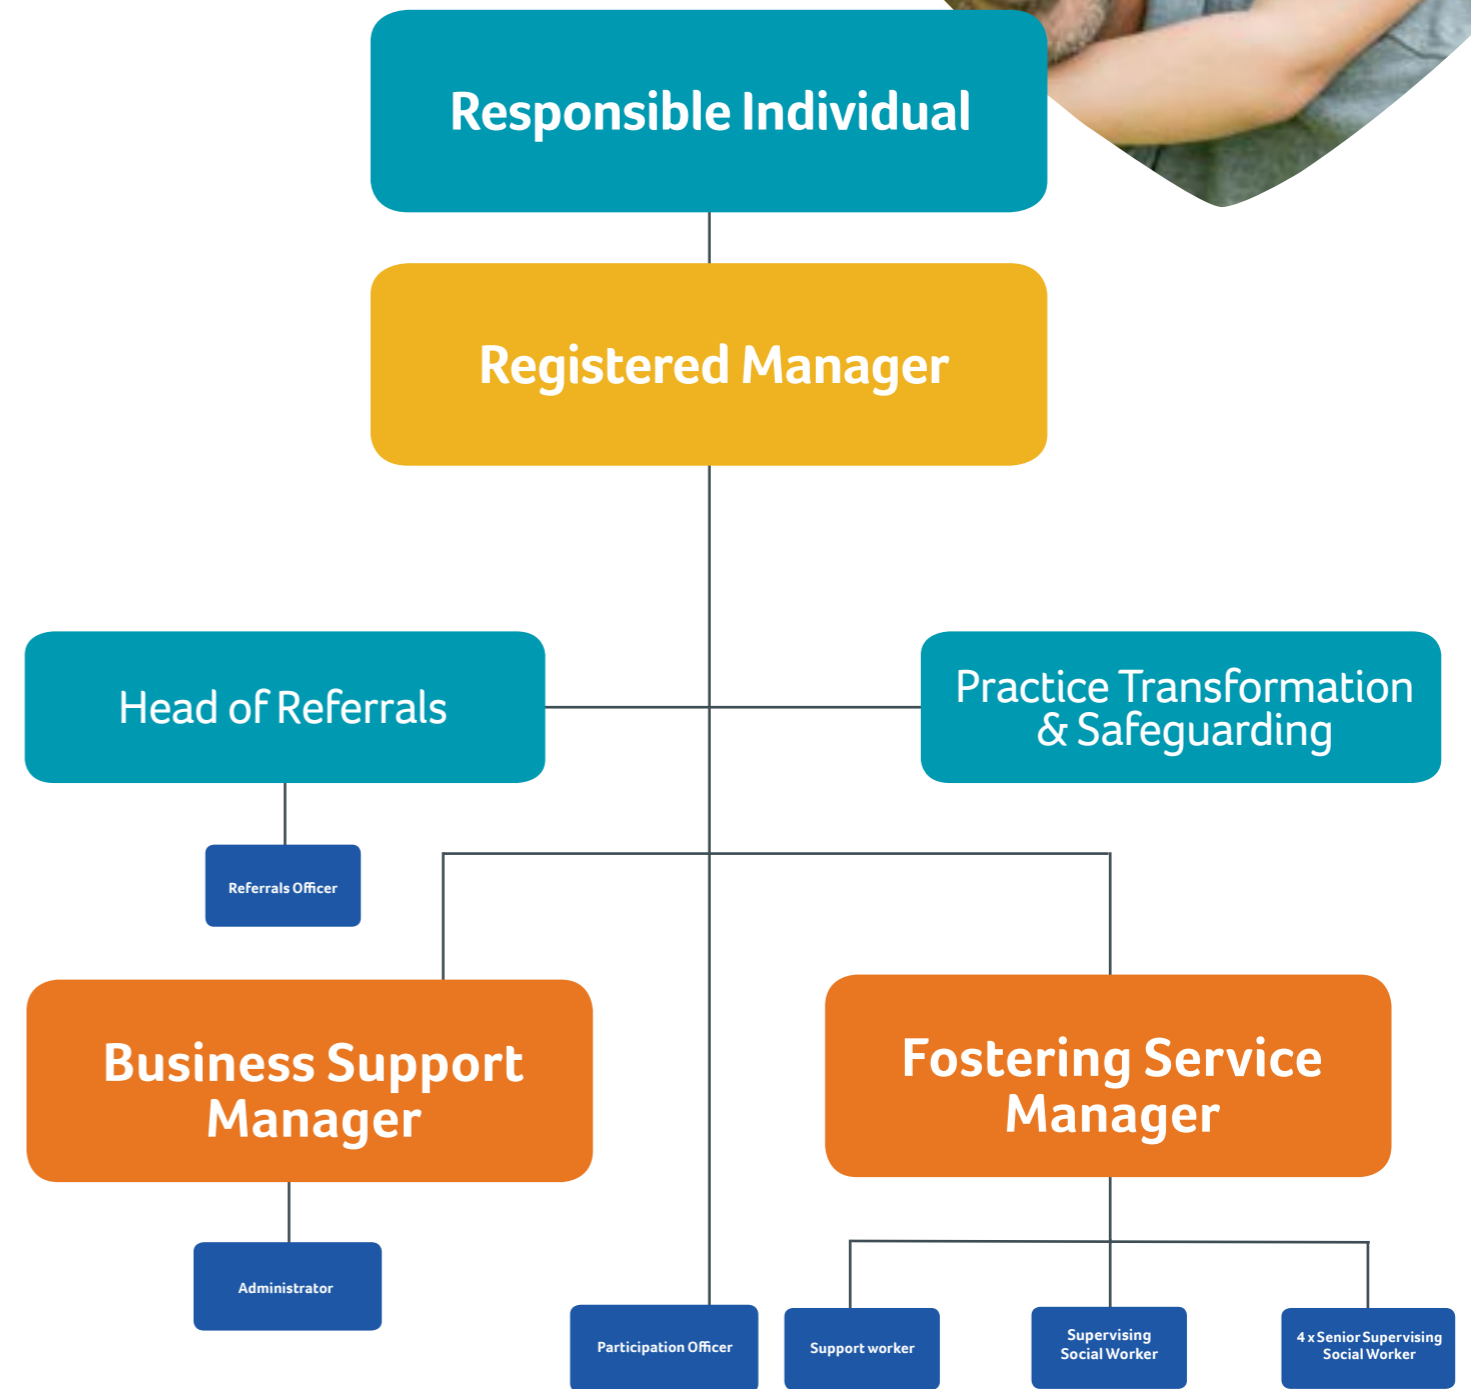 Responsible Individual
Registered Manager
Head of Referrals
Practice Transformation
& Safeguarding
Referrals Officer
Business Support
Manager
Fostering Service
Manager
Administrator
Participation Officer
Support worker
Supervising
Social Worker
4 x Senior Supervising
Social Worker